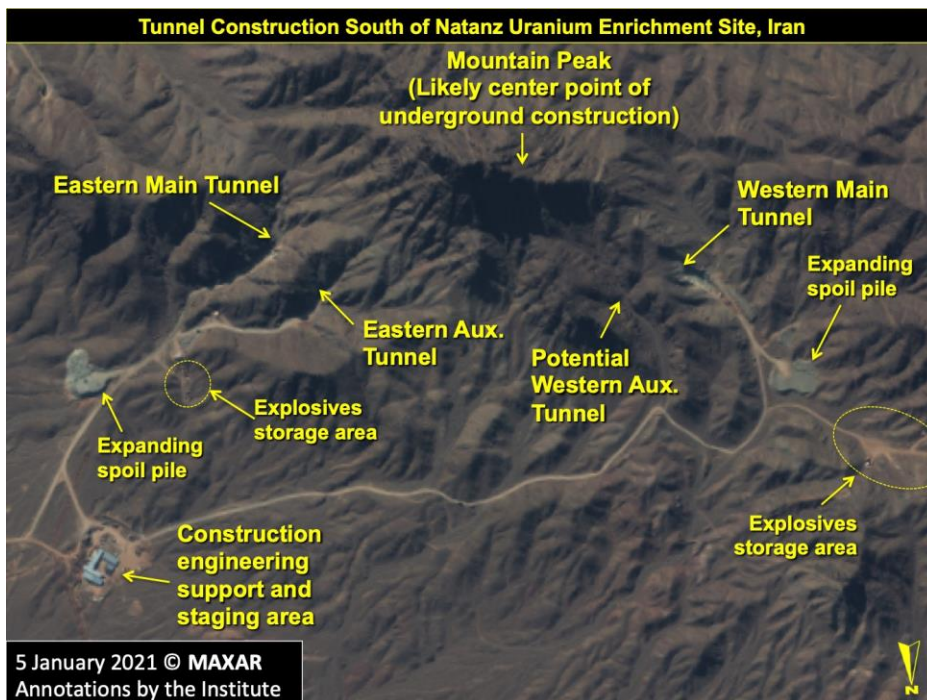 Tunnel Construction South of Natanz Uranium Enrichment Site, Iran
Mountain Peak
(Likely center point of
underground construction)
Eastern Main Tunnel
Western Main
Tunnel
Expanding
spoil pile
Eastern Aux.
Tunnel
Potential
Western Aux.
Tunnel
Explosives
storage area
Expanding
spoil pile
Explosives
storage area
Construction
engineering
support and
staging area
5 January 2021 © MAXAR
Annotations by the Institute
N